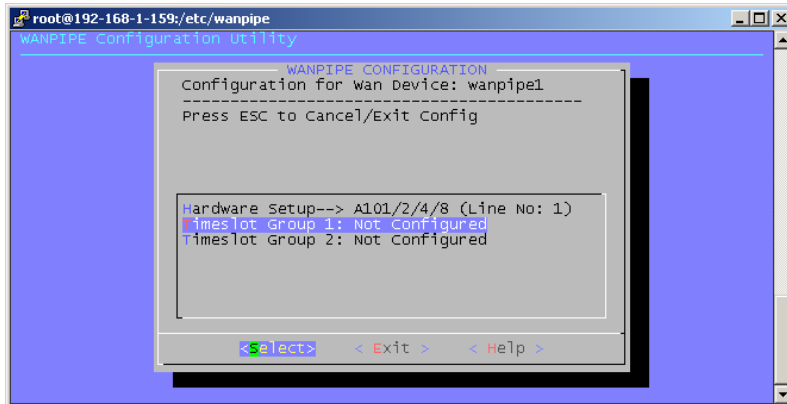 root@192-168-1-159:/etc/wanpipe
WANPIPE Configuration Utility
WANPIPE CONFIGURATION
Configuration for Wan Device: wanpipe1
------------------------------------------
Press ESC to Cancel/Exit Config
Hardware Setup--> A101/2/4/8 (Line No: 1)
Timeslot Group 1: Not Configured
Timeslot Group 2: Not Configured
<Select> < Exit > < Help >